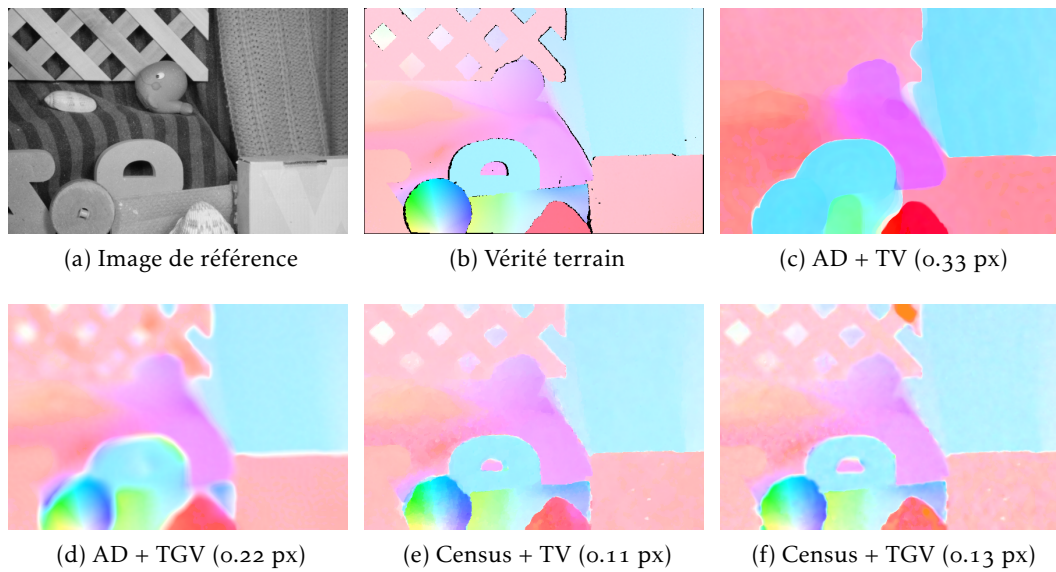 (a) Image de référence
(b) Vérité terrain
(c) AD + TV (0.33 px)
(d) AD + TGV (0.22 px)
(e) Census + TV (0.11 px)
(f) Census + TGV (0.13 px)